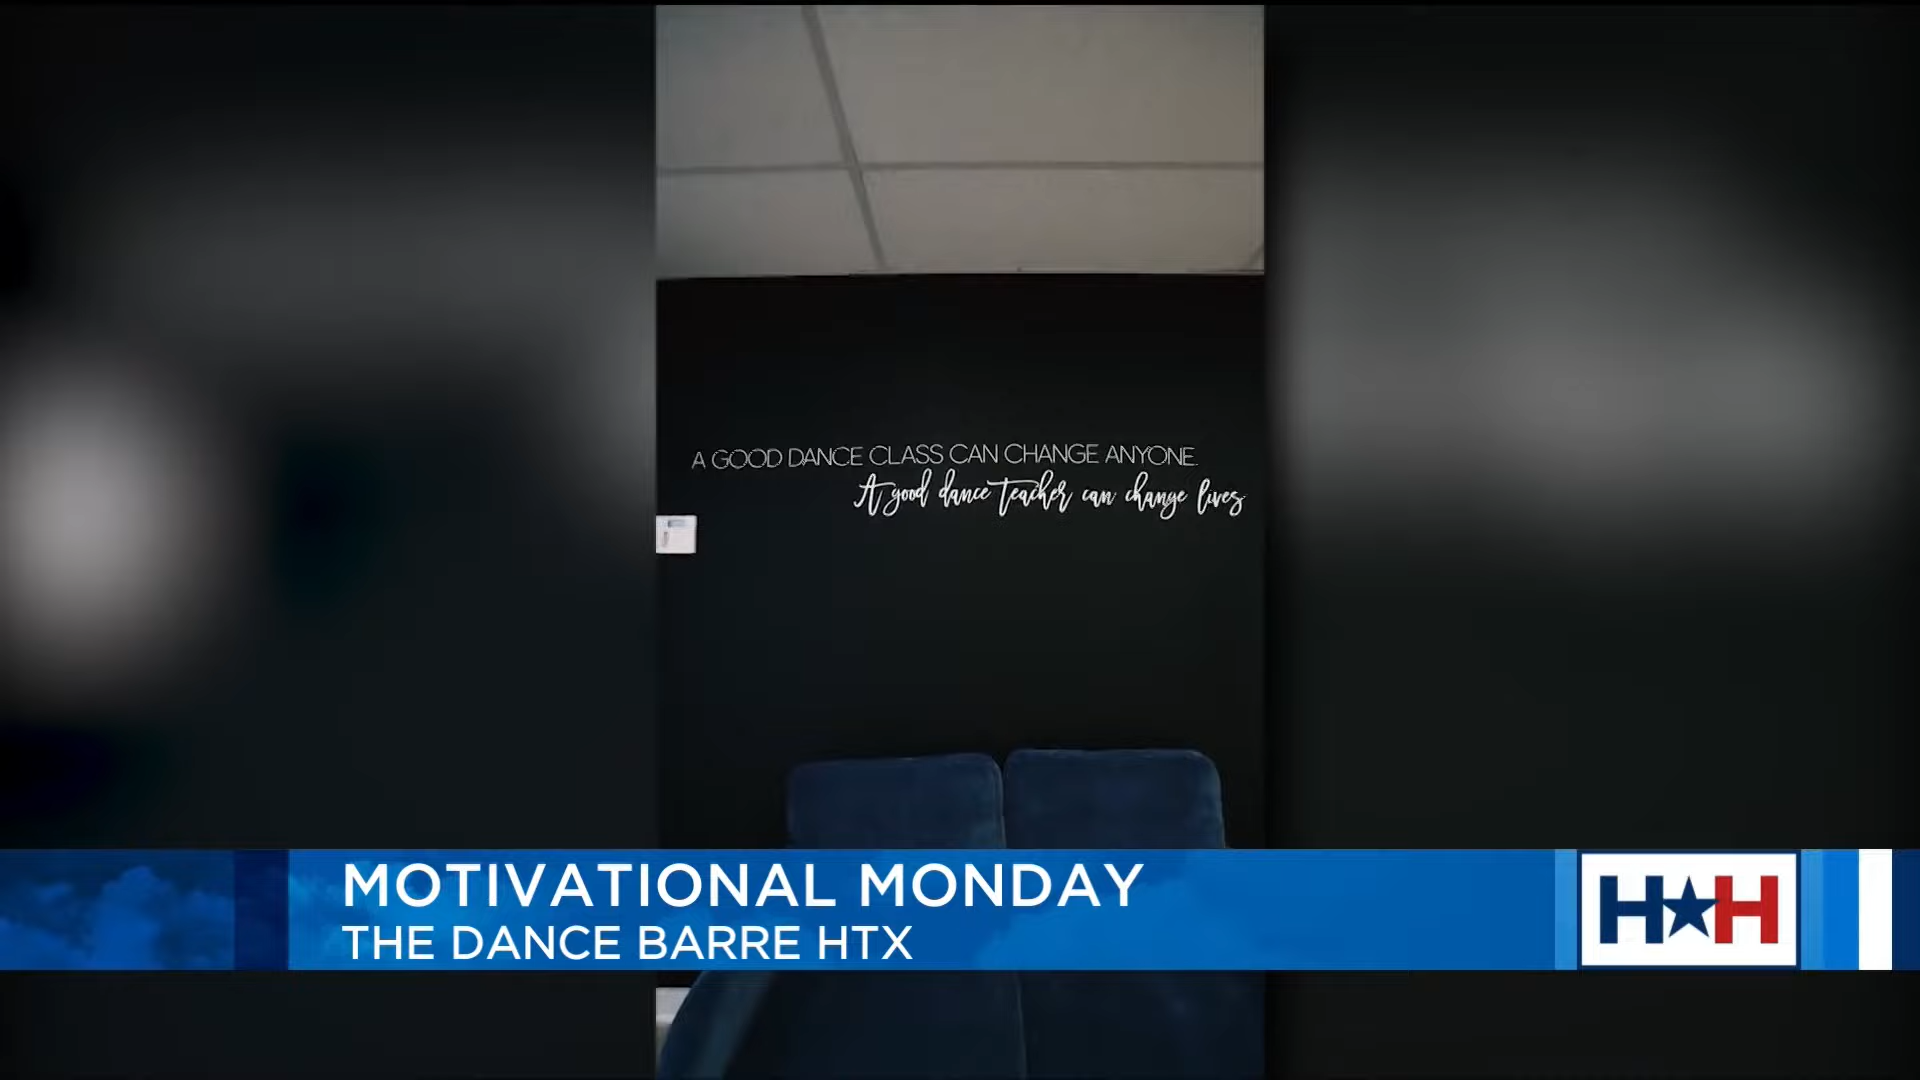 A GOOD DANCE CLASS CAN CHANGE ANYONE.
A good dance teacher can change lives.
MOTIVATIONAL MONDAY
THE DANCE BARRE HTX
H★H